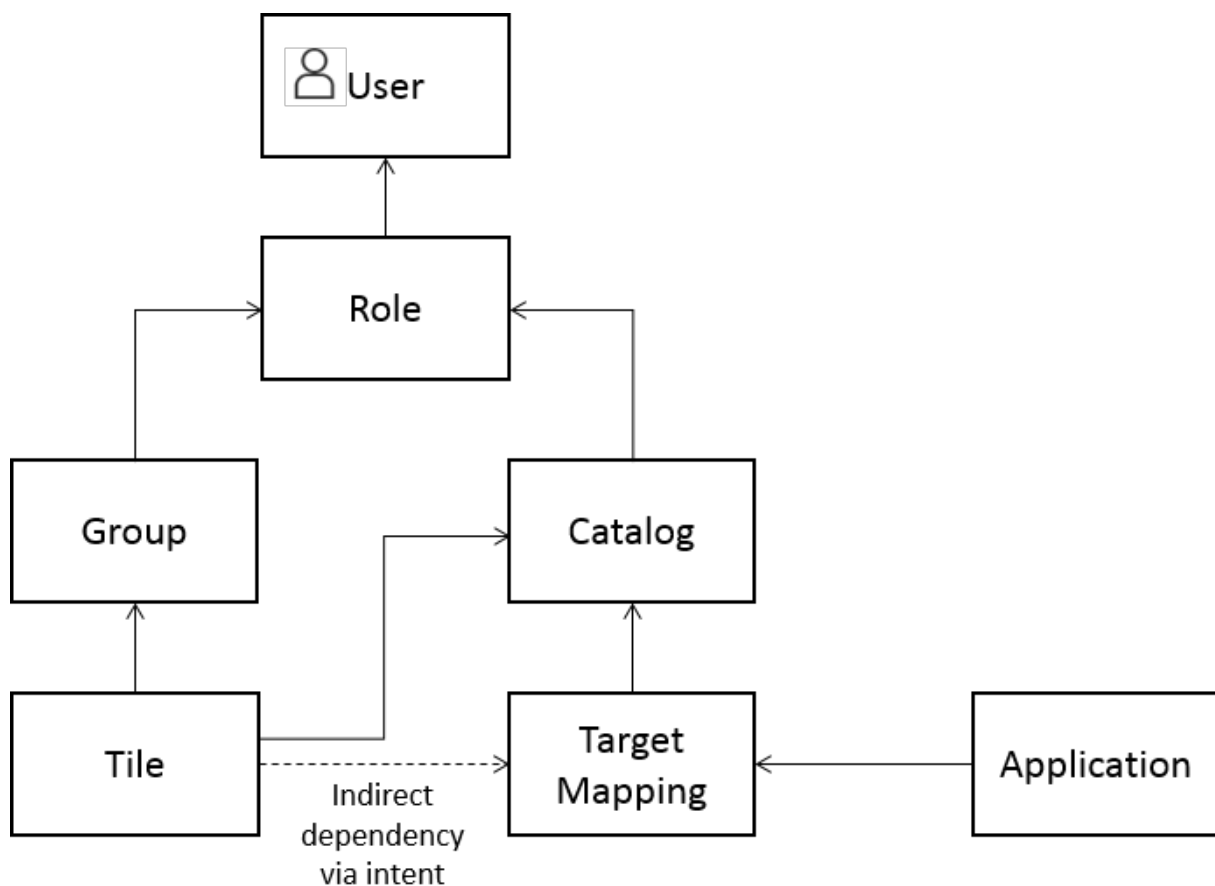 User
Role
Group
Catalog
Tile
Target
Mapping
Application
Indirect
dependency
via intent